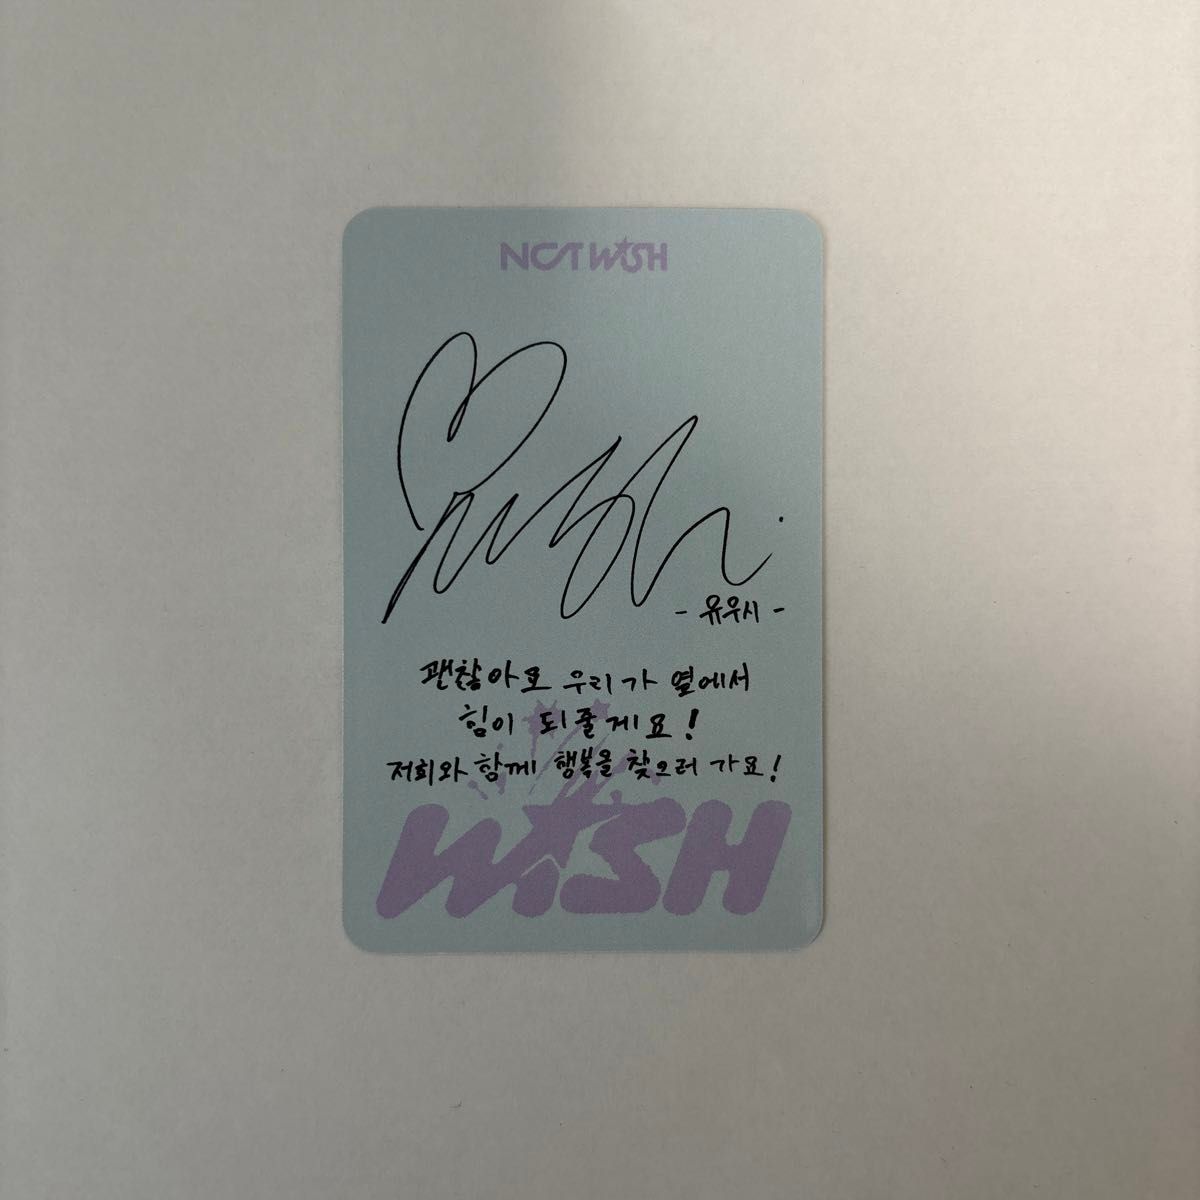 NCT WISH
Yushi
- 유우시 -
괜찮아요 우리가 옆에서
힘이 되줄게요!
저희와 함께 행복을 찾으러 가요!
WISH